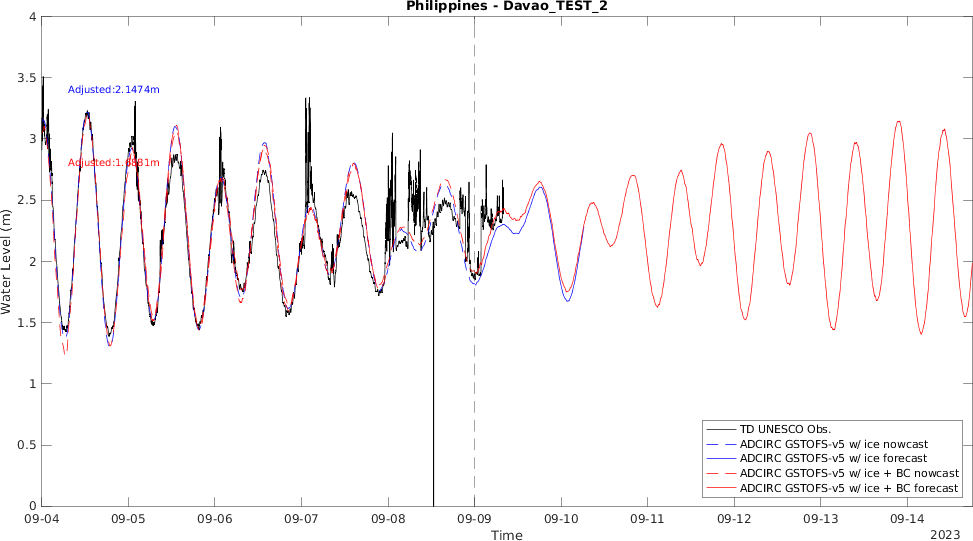 Philippines - Davao_TEST_2
4
3.5
3
2.5
2
1.5
1
0.5
0
Water Level (m)
Adjusted:2.1474m
Adjusted:1.6881m
TD UNESCO Obs.
ADCIRC GSTOFS-v5 w/ ice nowcast
ADCIRC GSTOFS-v5 w/ ice forecast
ADCIRC GSTOFS-v5 w/ ice + BC nowcast
ADCIRC GSTOFS-v5 w/ ice + BC forecast
09-04 09-05 09-06 09-07 09-08 09-09 09-10 09-11 09-12 09-13 09-14
Time
2023